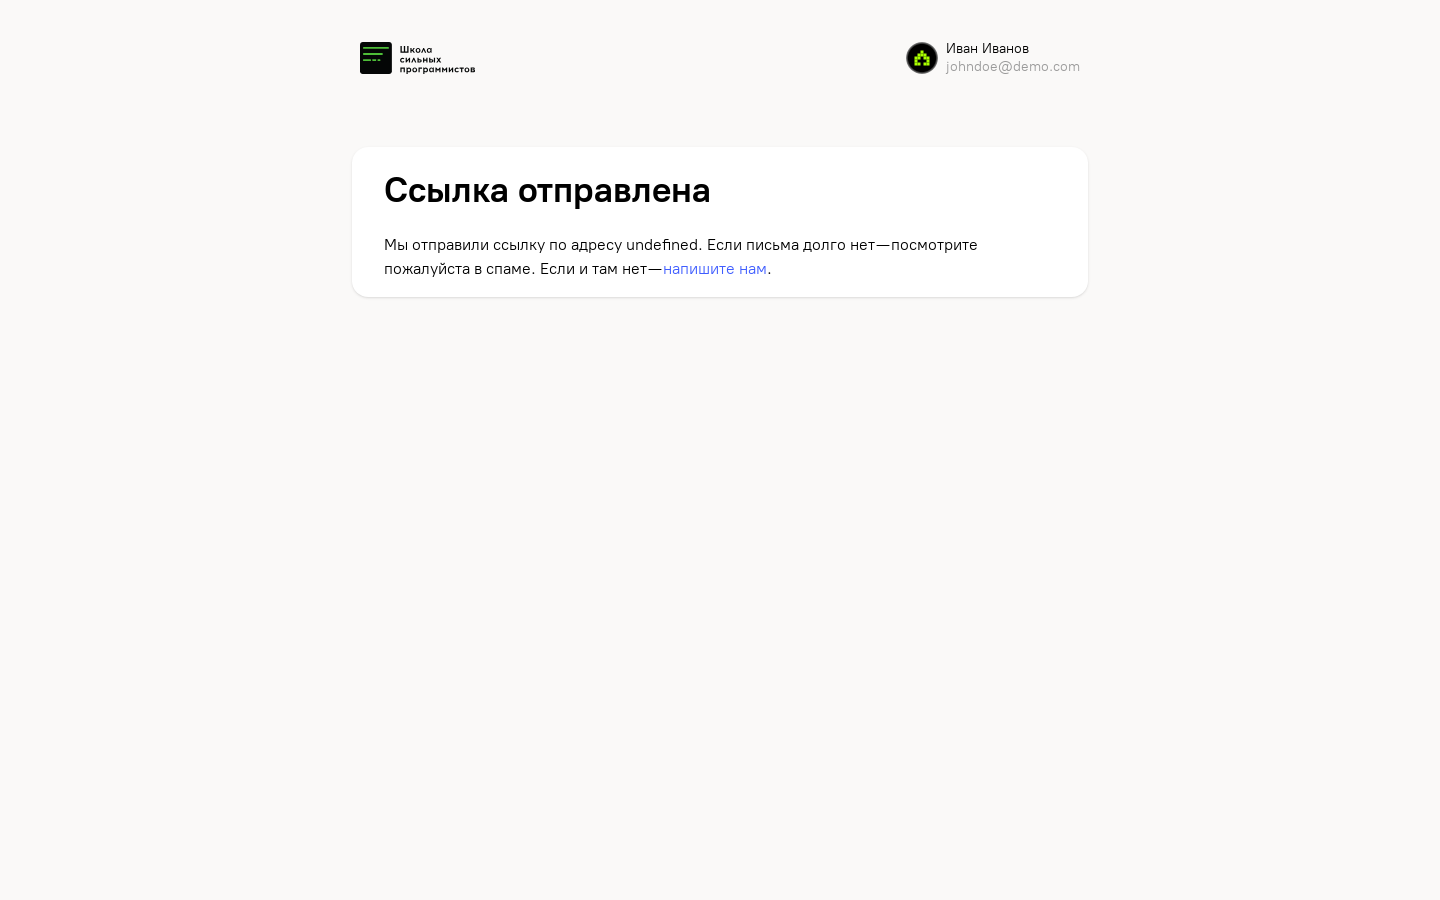 Школа
сильных
программистов
Иван Иванов
johndoe@demo.com
Ссылка отправлена
Мы отправили ссылку по адресу undefined. Если письма долго нет—посмотрите
пожалуйста в спаме. Если и там нет—напишите нам.